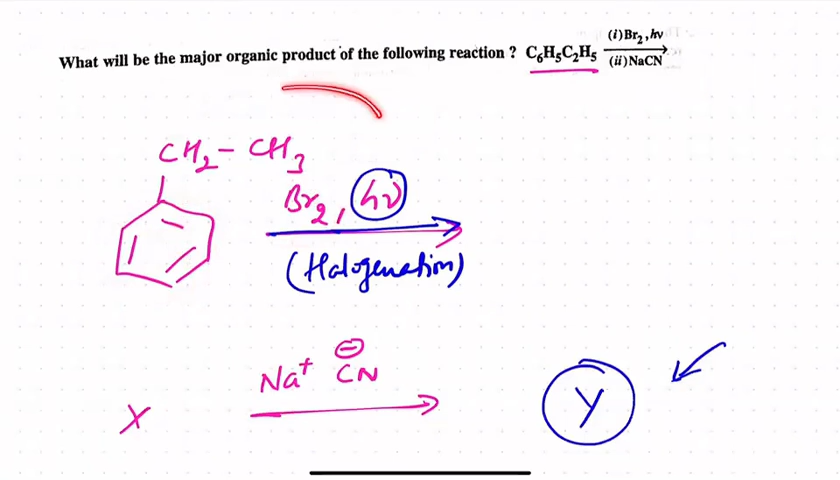 What will be the major organic product of the following reaction ? C₆H₅C₂H₅ (i)Br₂, hν
(ii)NaCN
CH₂ - CH₃
Br₂, hν
(Halogenation)
Na⁺ ⊖CN
X
Y